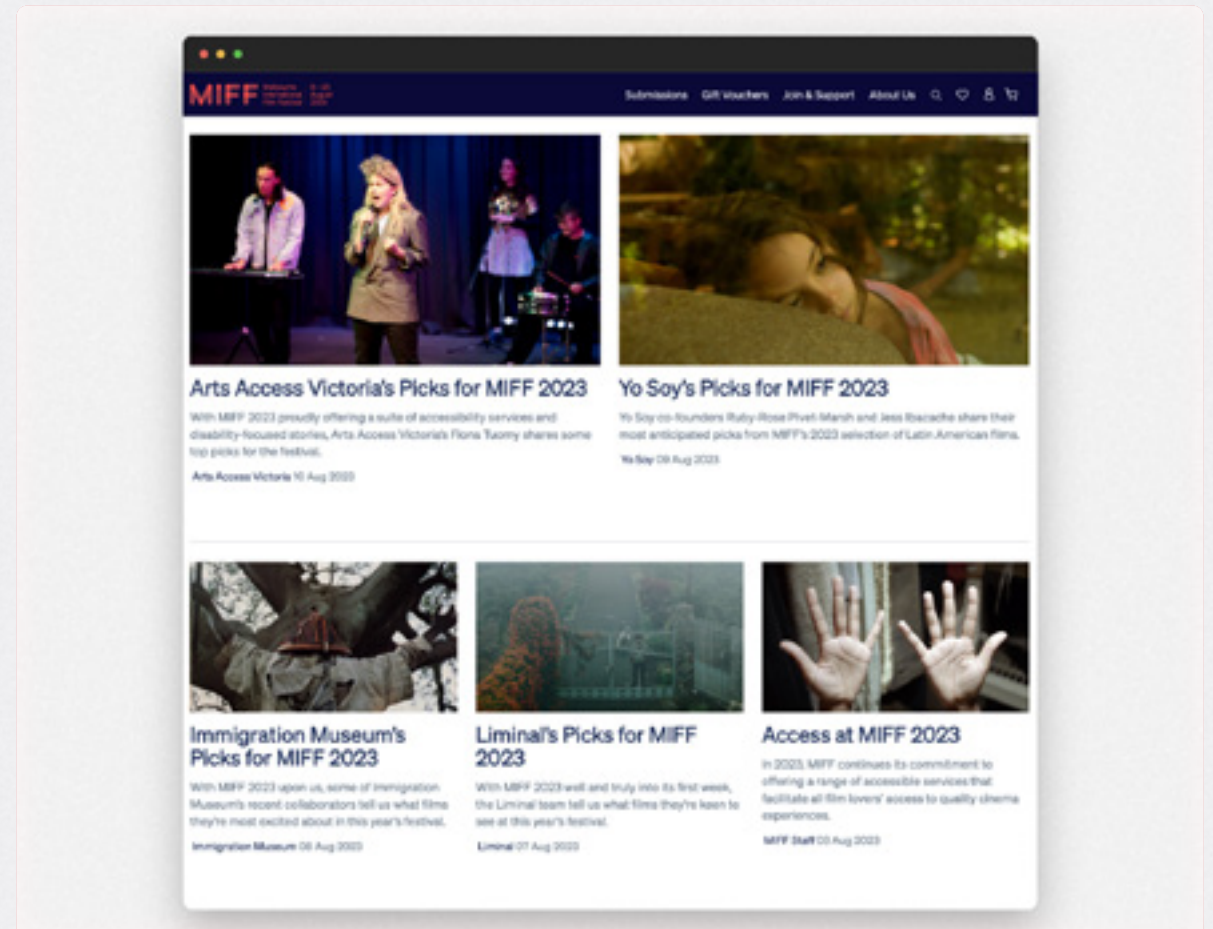 MIFF Melbourne International Film Festival August 2023
Submissions Gift Vouchers Join & Support About Us
Arts Access Victoria's Picks for MIFF 2023
With MIFF 2023 proudly offering a suite of accessibility services and
disability-focused stories, Arts Access Victoria's Fiona Tuomy shares some
top picks for the festival.
Arts Access Victoria 10 Aug 2023
Yo Soy's Picks for MIFF 2023
Yo Soy co-founders Ruby-Rose Pivet-Marsh and Jess Ibacache share their
most anticipated picks from MIFF's 2023 selection of Latin American films.
Yo Soy 09 Aug 2023
Immigration Museum's
Picks for MIFF 2023
With MIFF 2023 upon us, some of Immigration
Museum's recent collaborators tell us what films
they're most excited about in this year's festival.
Immigration Museum 08 Aug 2023
Liminal's Picks for MIFF
2023
With MIFF 2023 well and truly into its first week,
the Liminal team tell us what films they're keen to
see at this year's festival.
Liminal 07 Aug 2023
Access at MIFF 2023
In 2023, MIFF continues its commitment to
offering a range of accessible services that
facilitate all film lovers' access to quality cinema
experiences.
MIFF Staff 03 Aug 2023